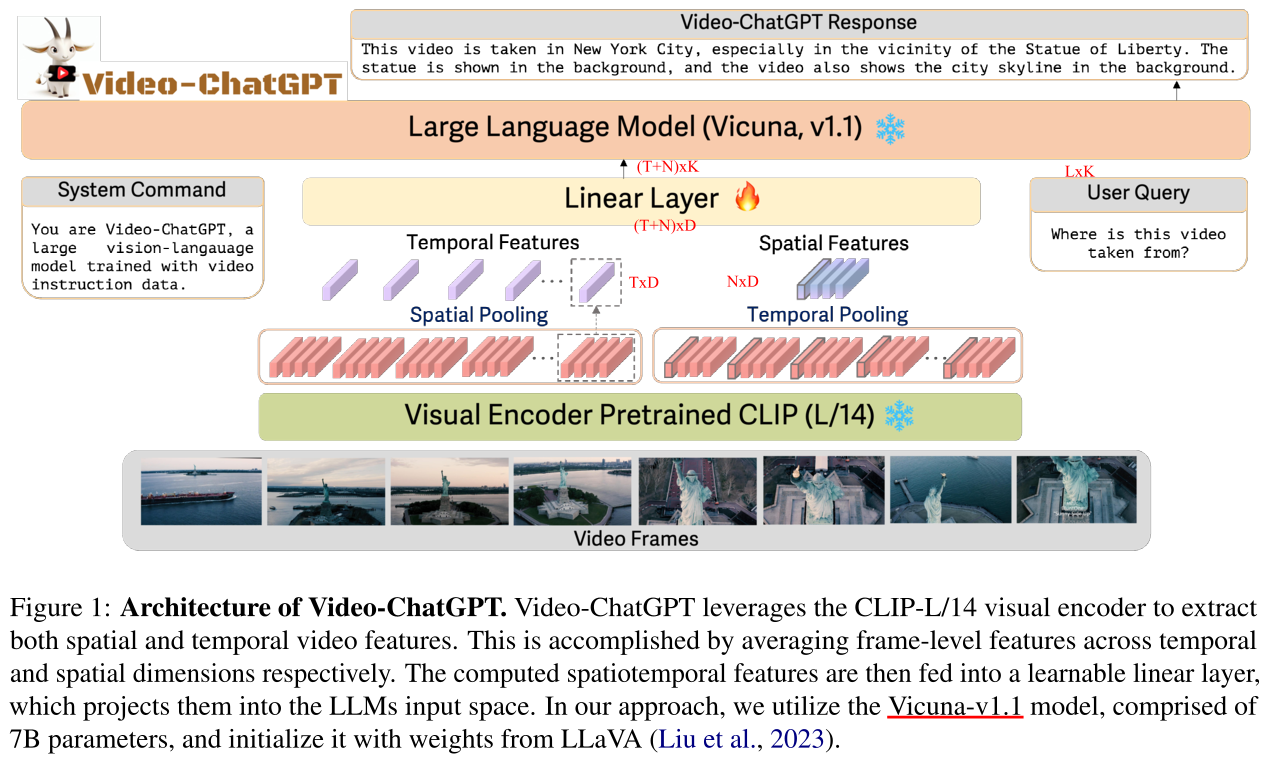 Video-ChatGPT
Video-ChatGPT Response
This video is taken in New York City, especially in the vicinity of the Statue of Liberty. The
statue is shown in the background, and the video also shows the city skyline in the background.
Large Language Model (Vicuna, v1.1)
(T+N)xK
LxK
System Command
You are Video-ChatGPT, a
large vision-langauage
model trained with video
instruction data.
Linear Layer
(T+N)xD
User Query
Where is this video
taken from?
Temporal Features
Spatial Features
TxD
NxD
Spatial Pooling
Temporal Pooling
Visual Encoder Pretrained CLIP (L/14)
Video Frames
Figure 1: Architecture of Video-ChatGPT. Video-ChatGPT leverages the CLIP-L/14 visual encoder to extract
both spatial and temporal video features. This is accomplished by averaging frame-level features across temporal
and spatial dimensions respectively. The computed spatiotemporal features are then fed into a learnable linear layer,
which projects them into the LLMs input space. In our approach, we utilize the Vicuna-v1.1 model, comprised of
7B parameters, and initialize it with weights from LLaVA (Liu et al., 2023).